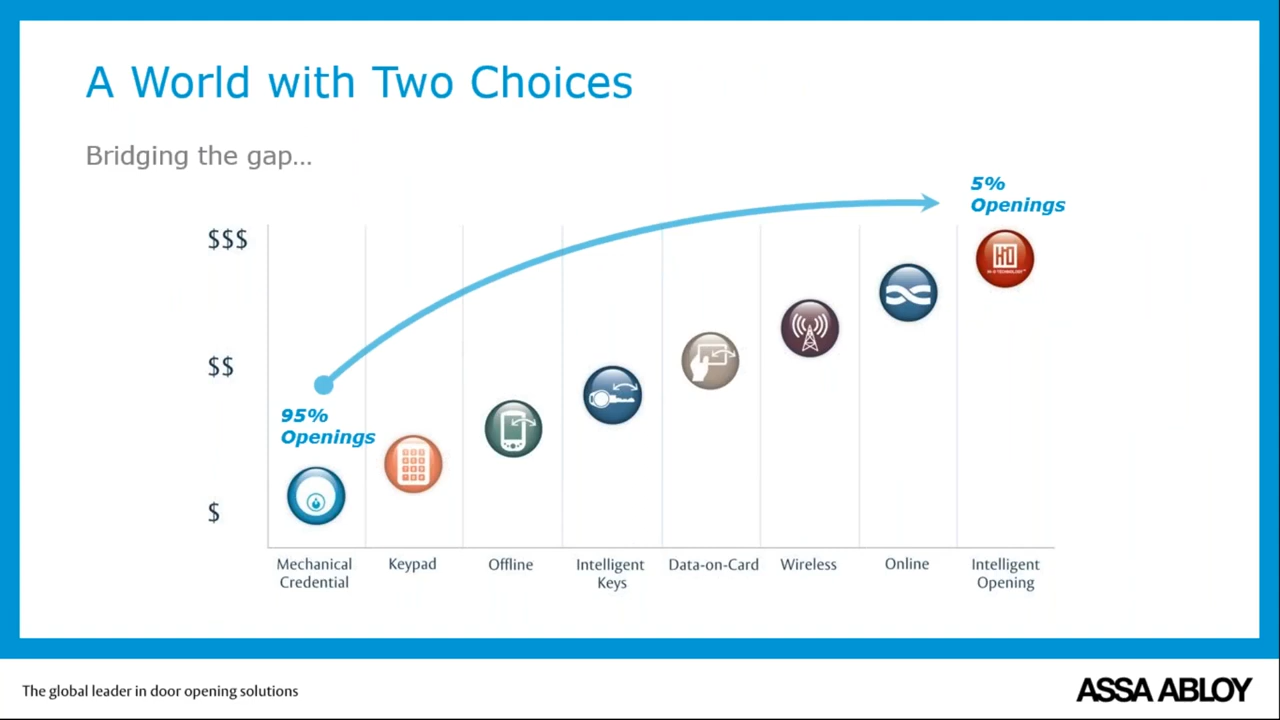 A World with Two Choices
Bridging the gap...
5%
Openings
$$$
HiD
$$
95%
Openings
$
Mechanical
Credential
Keypad
Offline
Intelligent
Keys
Data-on-Card
Wireless
Online
Intelligent
Opening
The global leader in door opening solutions
ASSA ABLOY